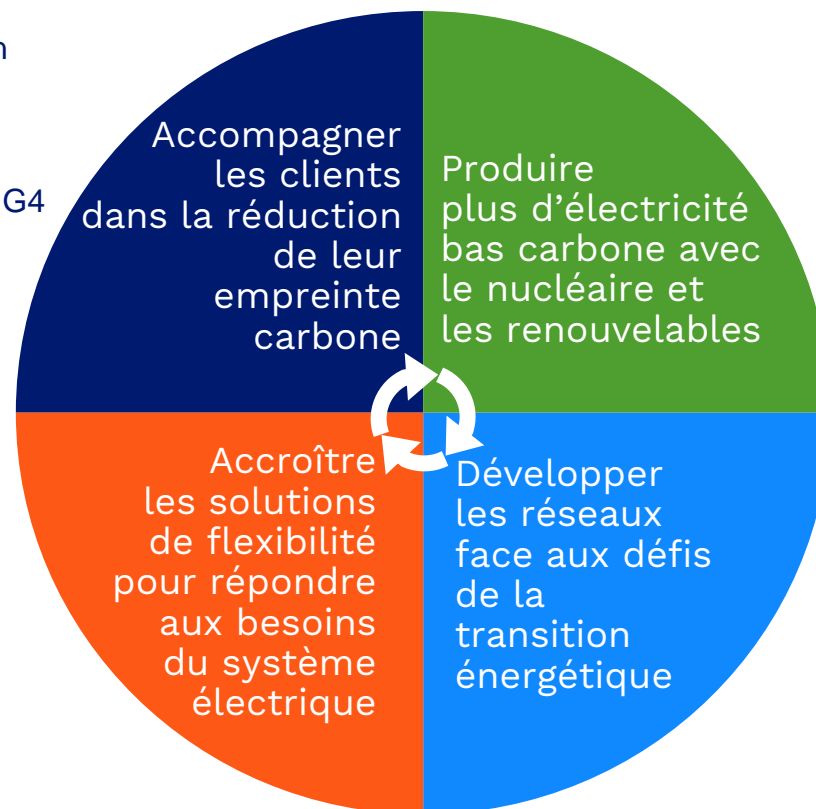 G4
Accompagner
les clients
dans la réduction
de leur
empreinte
carbone
Produire
plus d’électricité
bas carbone avec
le nucléaire et
les renouvelables
Accroître
les solutions
de flexibilité
pour répondre
aux besoins
du système
électrique
Développer
les réseaux
face aux défis
de la
transition
énergétique